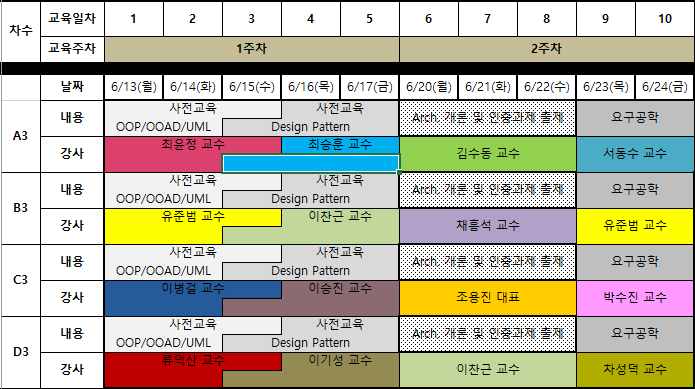 차수 교육일차 1 2 3 4 5 6 7 8 9 10
교육주차 1주차 2주차
날짜 6/13(월) 6/14(화) 6/15(수) 6/16(목) 6/17(금) 6/20(월) 6/21(화) 6/22(수) 6/23(목) 6/24(금)
A3 내용 사전교육 OOP/OOAD/UML 사전교육 Design Pattern Arch. 개론 및 인증과제 출제 요구공학
강사 최윤정 교수 최승훈 교수 김수동 교수 서동수 교수
B3 내용 사전교육 OOP/OOAD/UML 사전교육 Design Pattern Arch. 개론 및 인증과제 출제 요구공학
강사 유준범 교수 이찬근 교수 채흥석 교수 유준범 교수
C3 내용 사전교육 OOP/OOAD/UML 사전교육 Design Pattern Arch. 개론 및 인증과제 출제 요구공학
강사 이병걸 교수 이승진 교수 조용진 대표 박수진 교수
D3 내용 사전교육 OOP/OOAD/UML 사전교육 Design Pattern Arch. 개론 및 인증과제 출제 요구공학
강사 류덕산 교수 이기성 교수 이찬근 교수 차성덕 교수